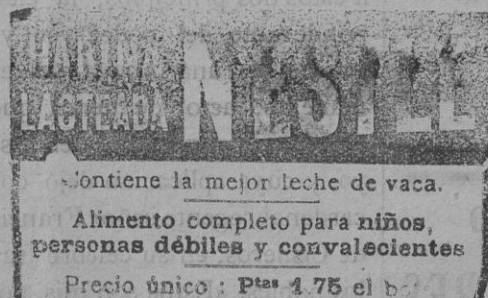 HARINA
LACTEADA
NESTLÉ
Contiene la mejor leche de vaca.
Alimento completo para niños,
personas débiles y convalecientes
Precio único: Ptas 1.75 el